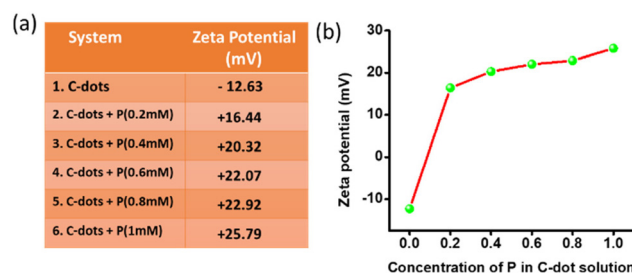 (a)
System Zeta Potential
(mV)
1. C-dots - 12.63
2. C-dots + P(0.2mM) +16.44
3. C-dots + P(0.4mM) +20.32
4. C-dots + P(0.6mM) +22.07
5. C-dots + P(0.8mM) +22.92
6. C-dots + P(1mM) +25.79
(b)
Zeta potential (mV)
30
20
10
0
-10
0.0 0.2 0.4 0.6 0.8 1.0
Concentration of P in C-dot solution